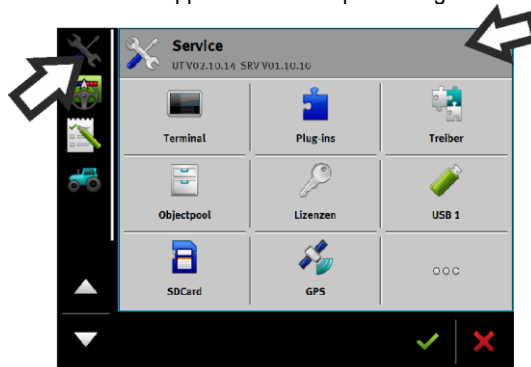 Service
UT V02.10.14 SRV V01.10.10
Terminal
Plug-ins
Treiber
Objectpool
Lizenzen
USB 1
SDCard
GPS